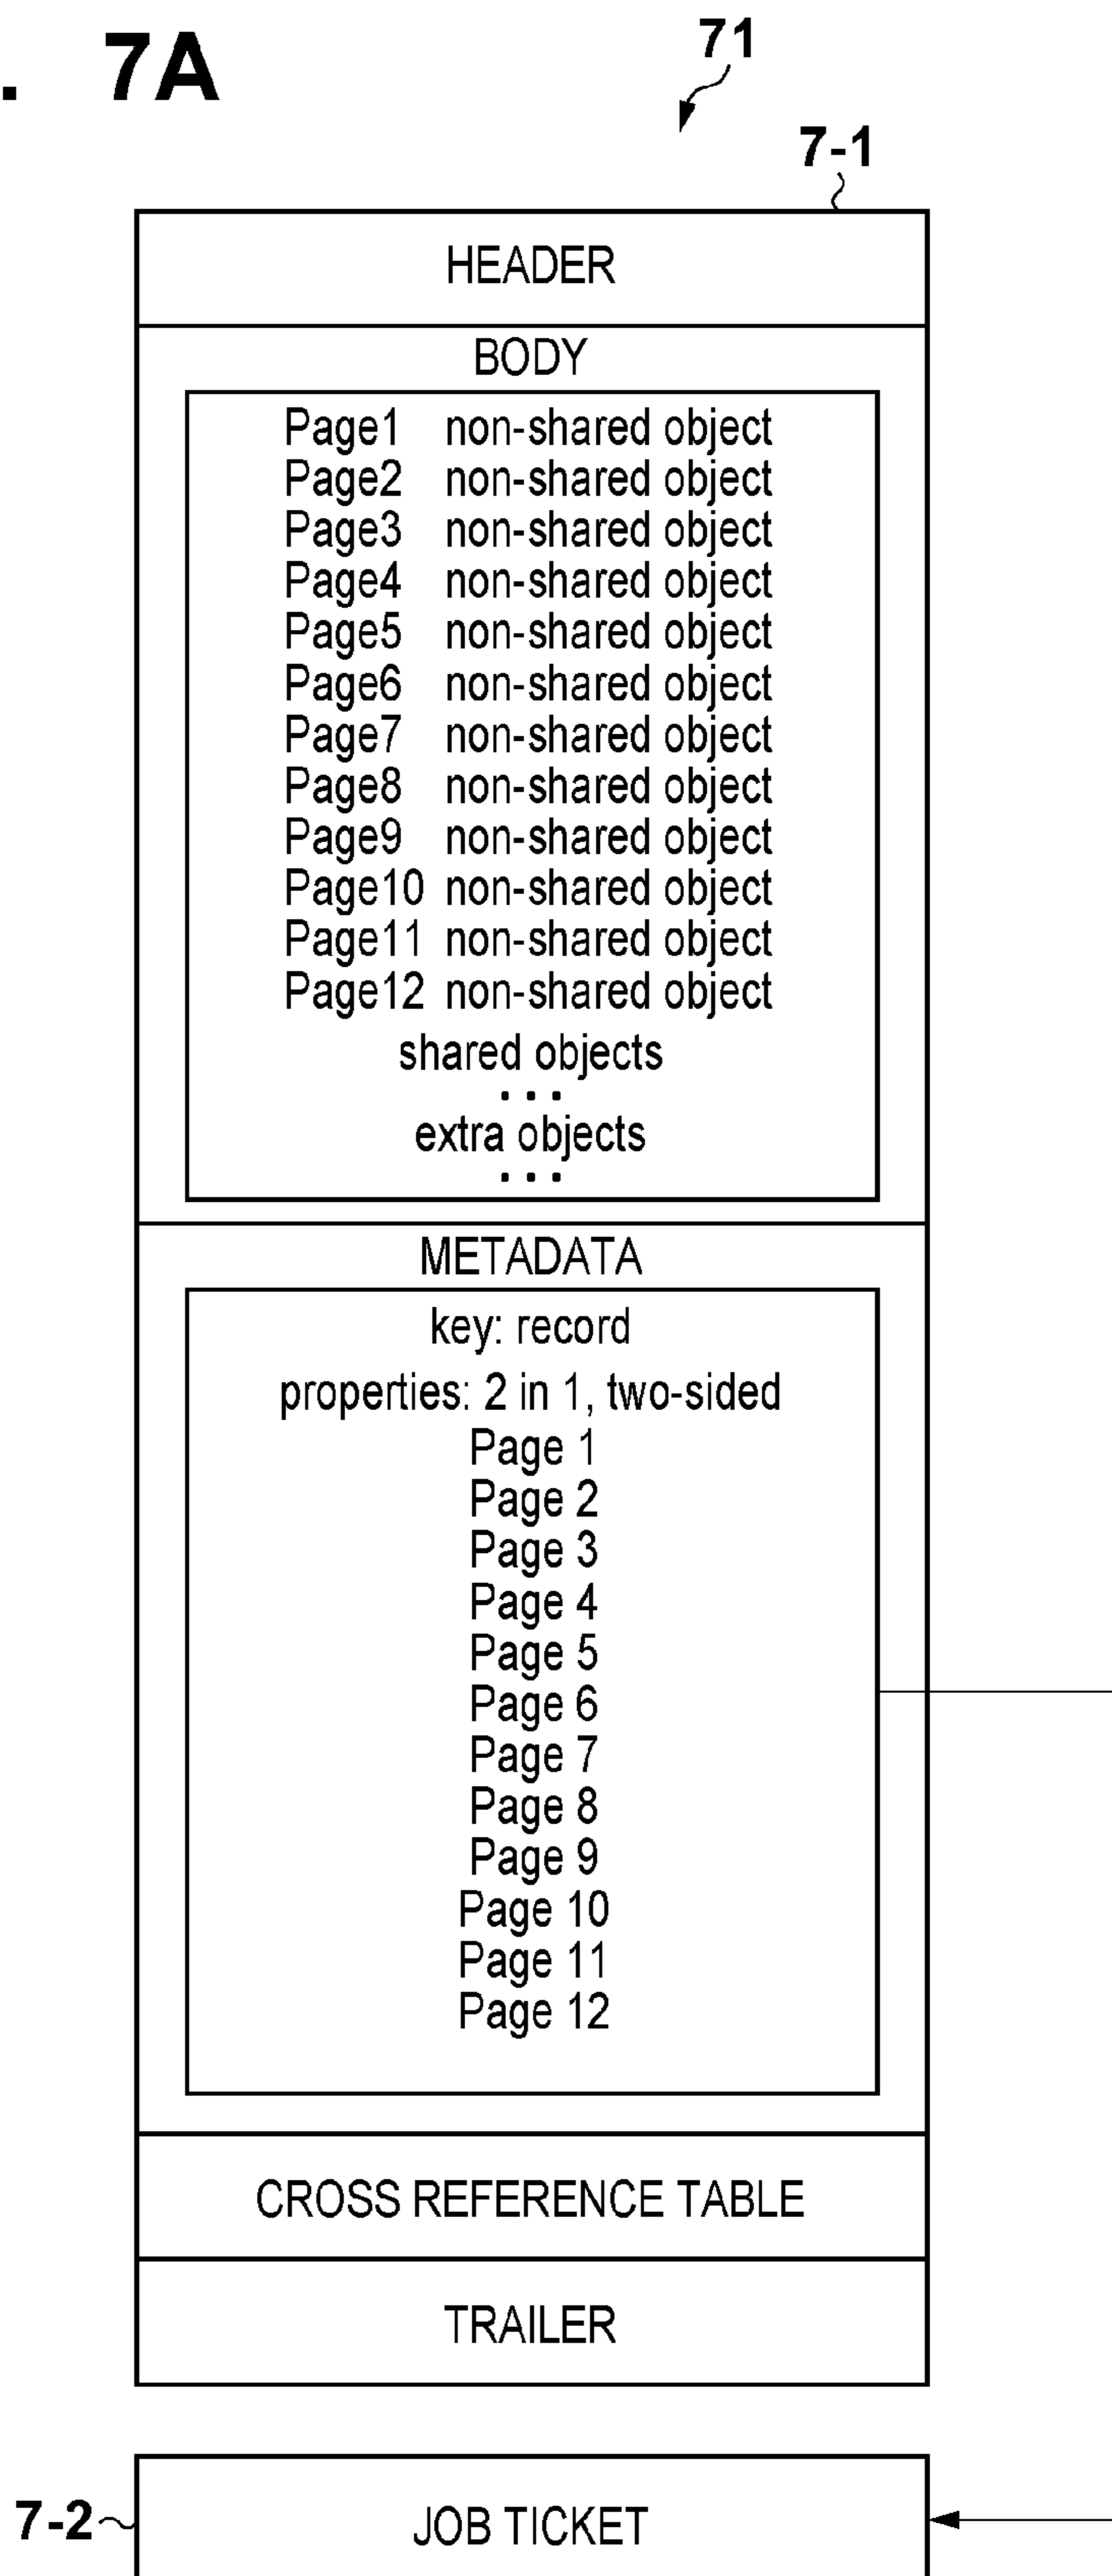 . 7A
71
7-1
HEADER
BODY
Page1 non-shared object
Page2 non-shared object
Page3 non-shared object
Page4 non-shared object
Page5 non-shared object
Page6 non-shared object
Page7 non-shared object
Page8 non-shared object
Page9 non-shared object
Page10 non-shared object
Page11 non-shared object
Page12 non-shared object
shared objects
...
extra objects
...
METADATA
key: record
properties: 2 in 1, two-sided
Page 1
Page 2
Page 3
Page 4
Page 5
Page 6
Page 7
Page 8
Page 9
Page 10
Page 11
Page 12
CROSS REFERENCE TABLE
TRAILER
7-2
JOB TICKET